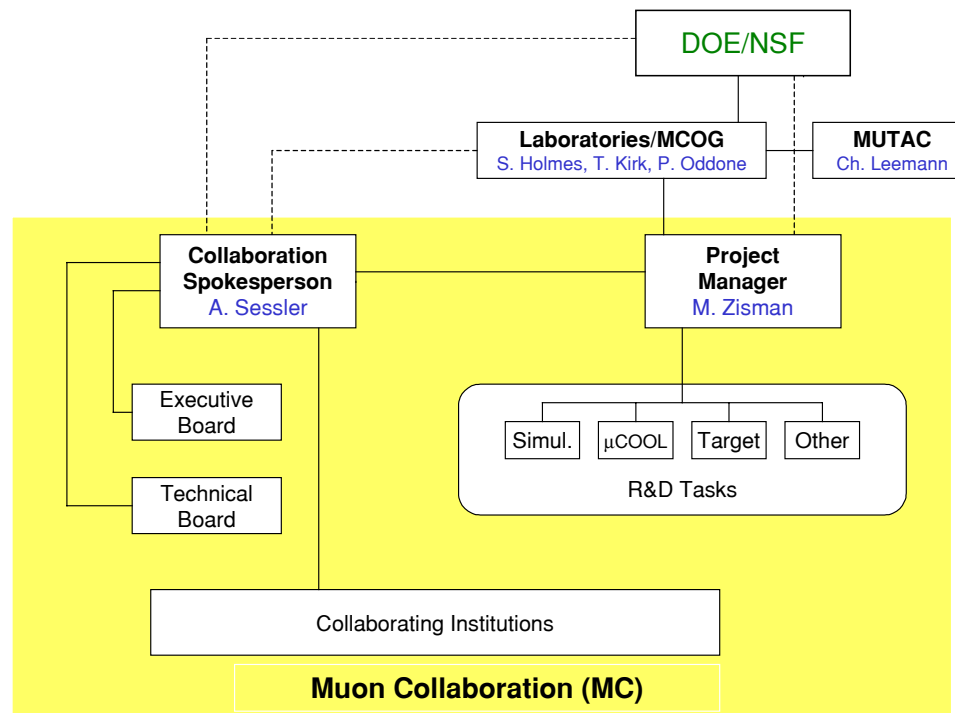 DOE/NSF
Laboratories/MCOG
S. Holmes, T. Kirk, P. Oddone
MUTAC
Ch. Leemann
Collaboration
Spokesperson
A. Sessler
Project
Manager
M. Zisman
Executive
Board
Simul.
μCOOL
Target
Other
R&D Tasks
Technical
Board
Collaborating Institutions
Muon Collaboration (MC)